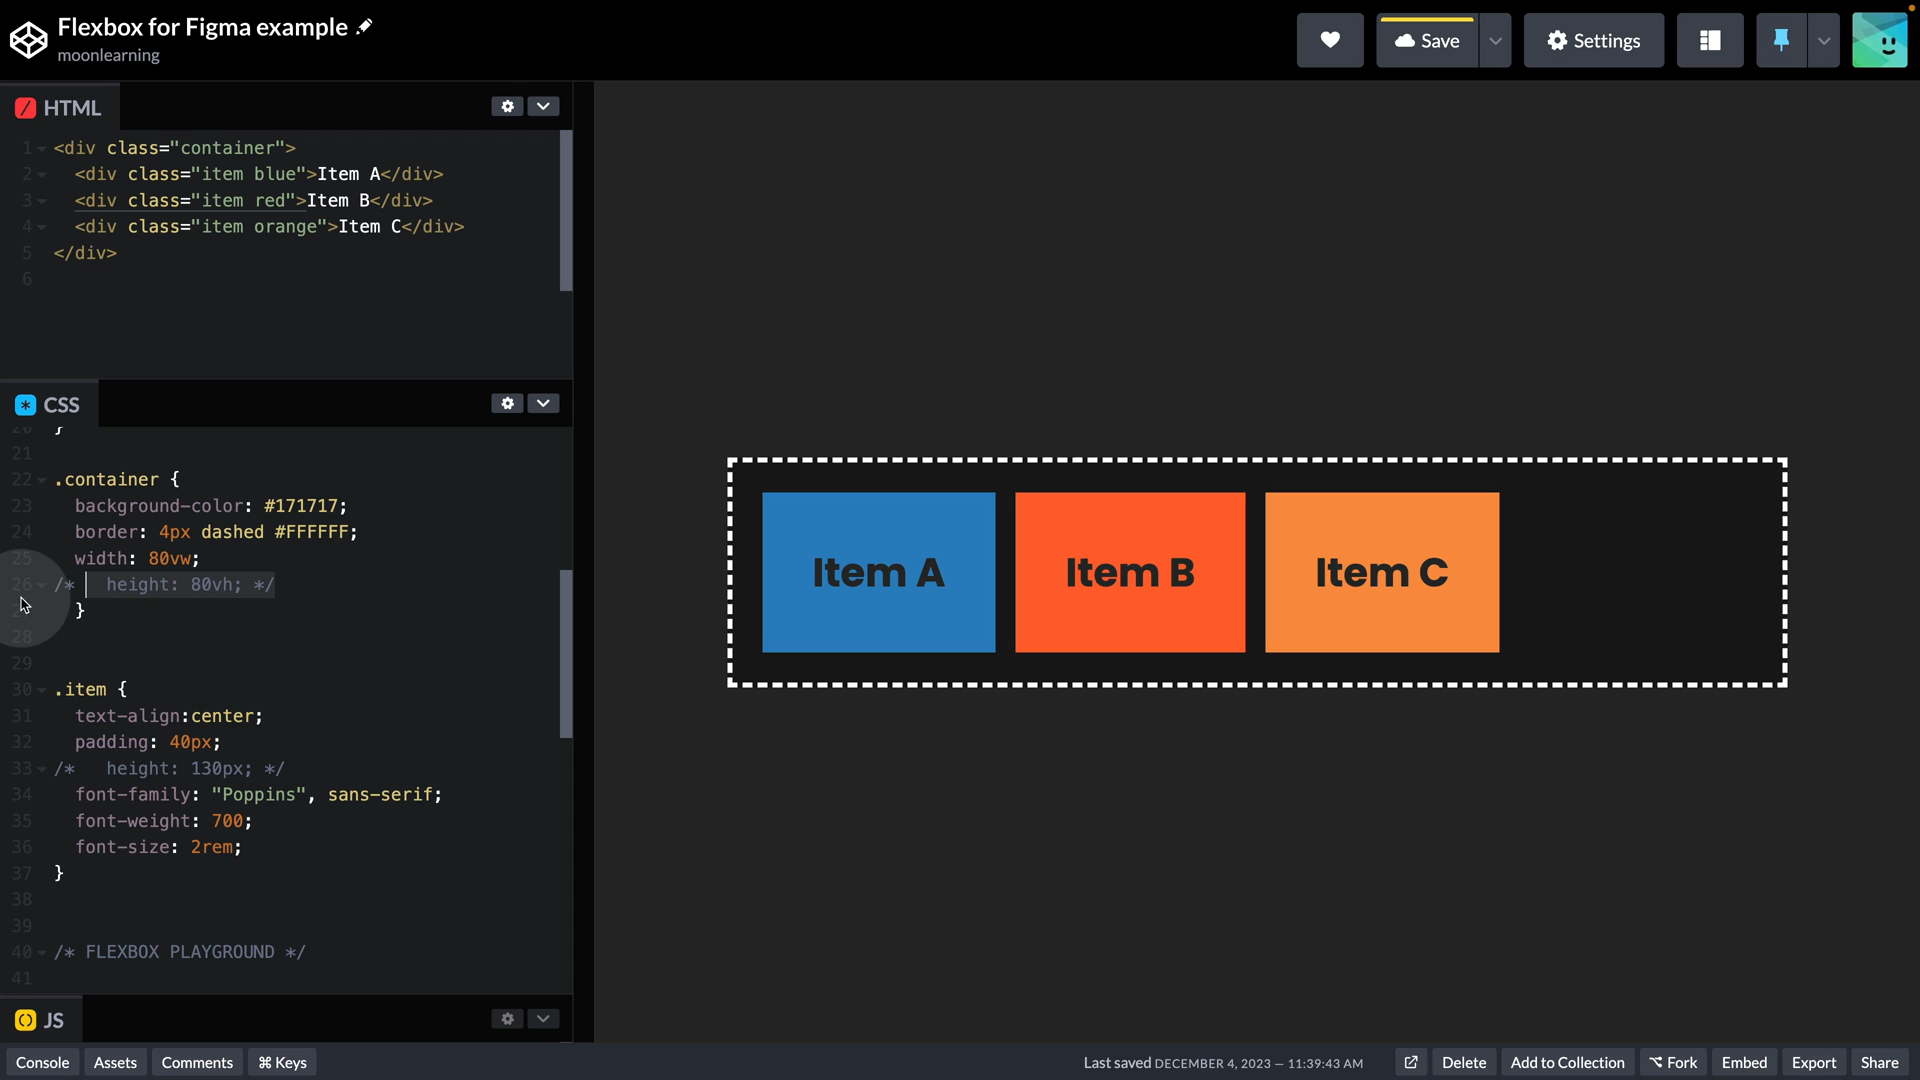 Flexbox for Figma example
moonlearning
Save
Settings
HTML
1 <div class="container">
2 <div class="item blue">Item A</div>
3 <div class="item red">Item B</div>
4 <div class="item orange">Item C</div>
5 </div>
6
CSS
20 }
21
22 .container {
23 background-color: #171717;
24 border: 4px dashed #FFFFFF;
25 width: 80vw;
26 /* height: 80vh; */
}
28
29
30 .item {
31 text-align:center;
32 padding: 40px;
33 /* height: 130px; */
34 font-family: "Poppins", sans-serif;
35 font-weight: 700;
36 font-size: 2rem;
37 }
38
39
40 /* FLEXBOX PLAYGROUND */
41
JS
Item A
Item B
Item C
Console
Assets
Comments
⌘ Keys
Last saved DECEMBER 4, 2023 — 11:39:43 AM
Delete
Add to Collection
⌥ Fork
Embed
Export
Share